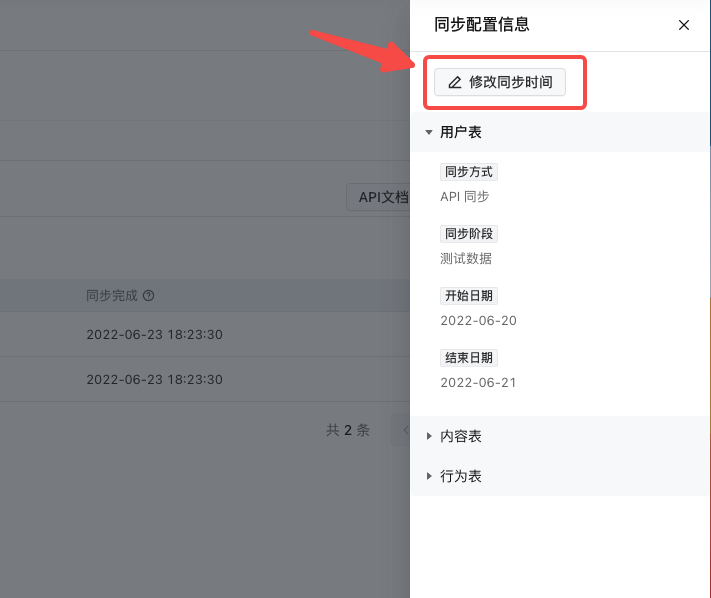 同步配置信息
修改同步时间
用户表
同步方式
API文档
API 同步
同步阶段
测试数据
同步完成
开始日期
2022-06-20
2022-06-23 18:23:30
结束日期
2022-06-21
2022-06-23 18:23:30
共 2 条
内容表
行为表